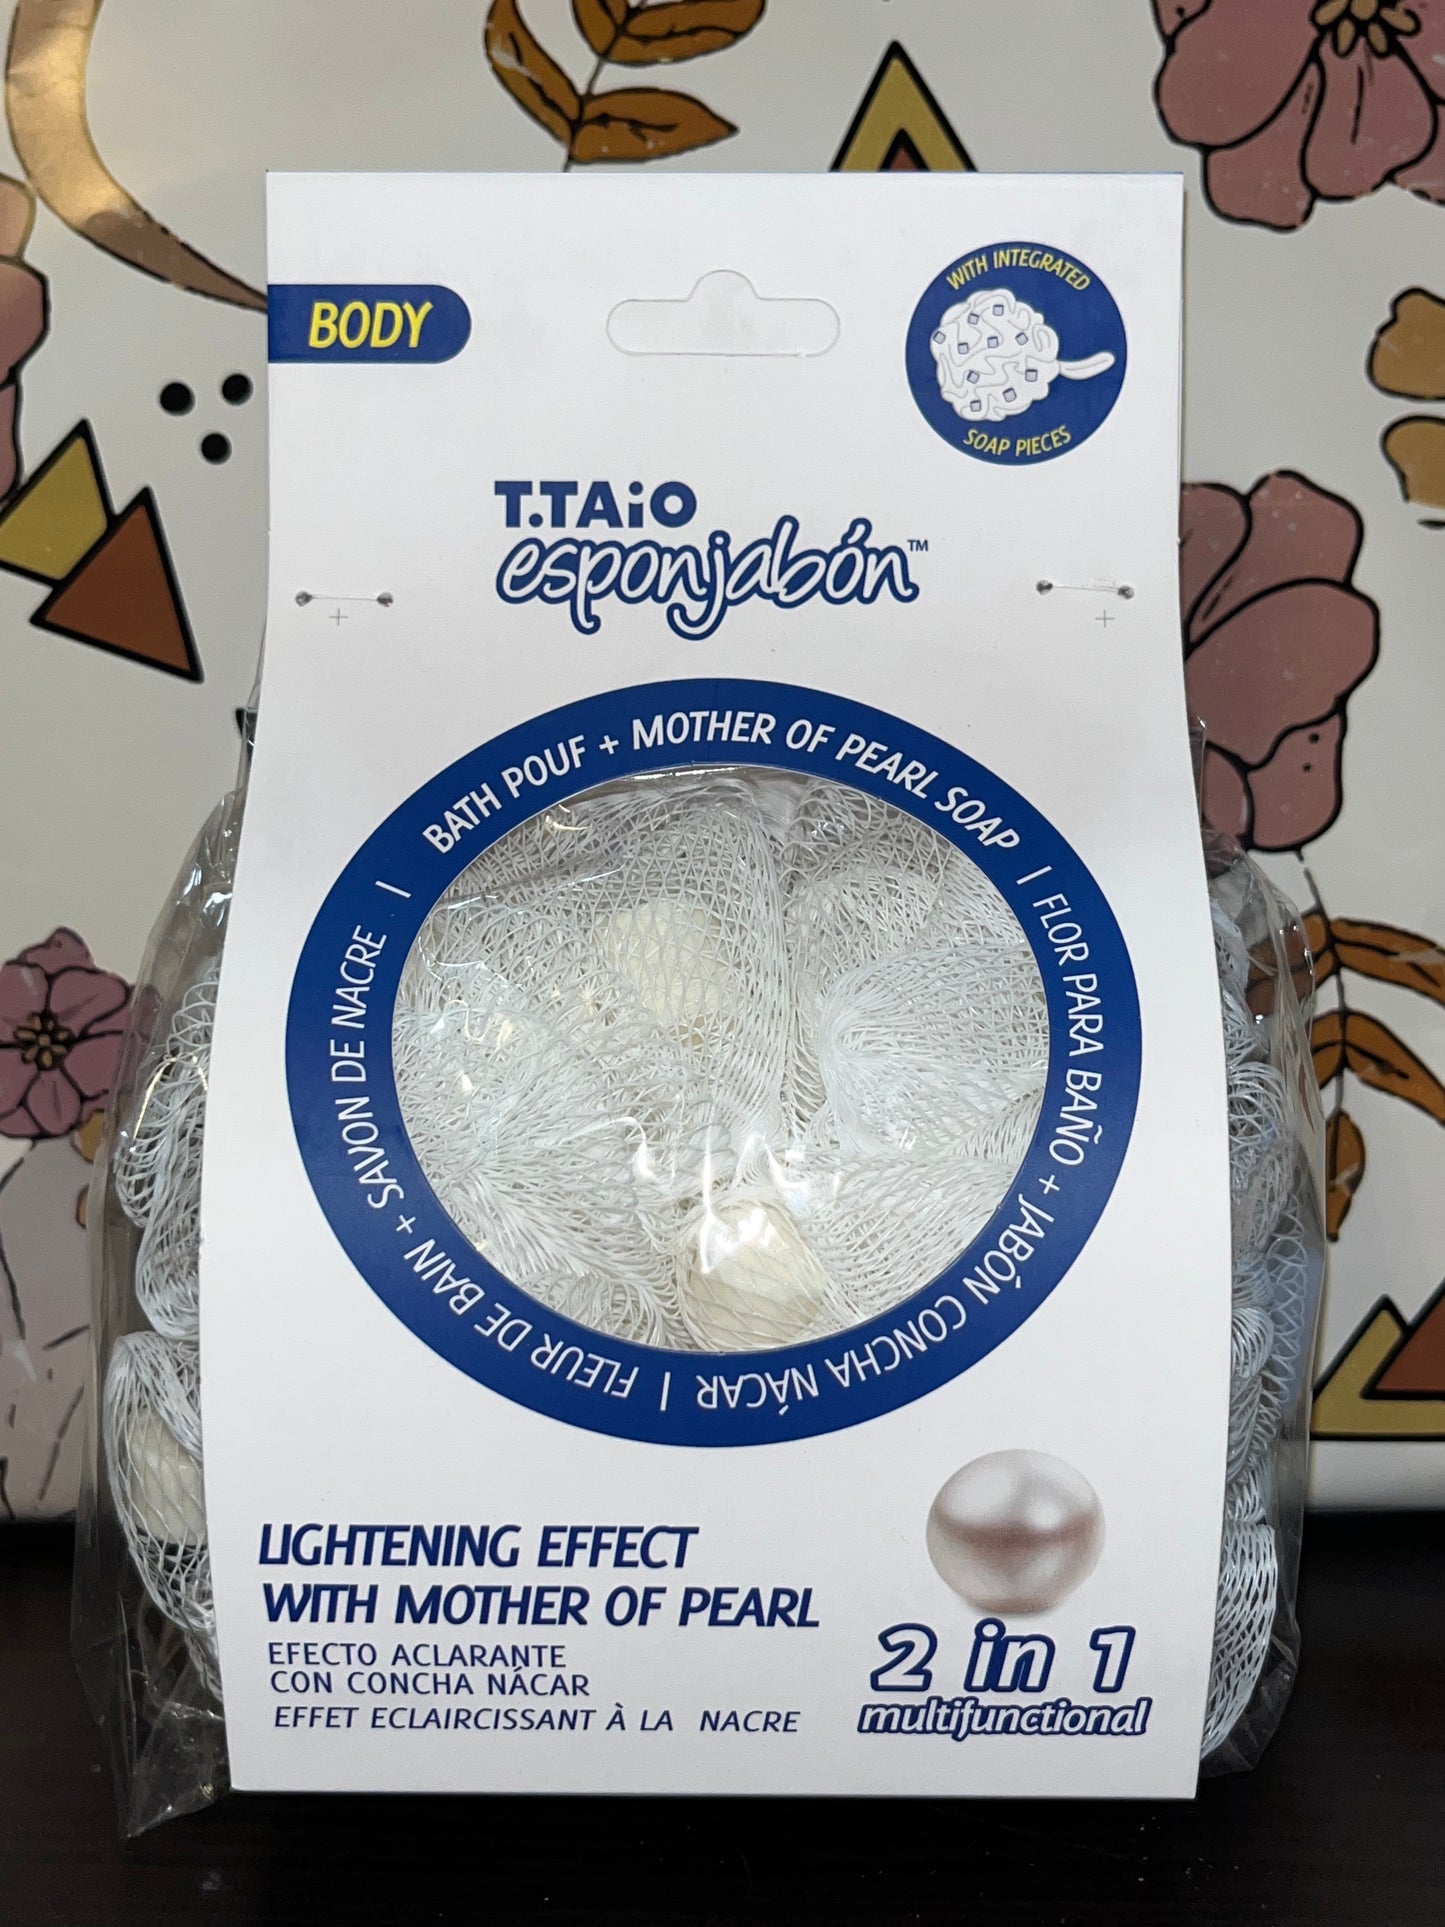 BODY
WITH INTEGRATED
SOAP PIECES
T.TAiO
esponjabón™
BATH POUF + MOTHER OF PEARL SOAP |
FLOR PARA BAÑO + JABÓN CONCHA NÁCAR |
FLEUR DE BAIN + SAVON DE NACRE |
LIGHTENING EFFECT
WITH MOTHER OF PEARL
EFECTO ACLARANTE
CON CONCHA NÁCAR
EFFET ECLAIRCISSANT À LA NACRE
2 in 1
multifunctional